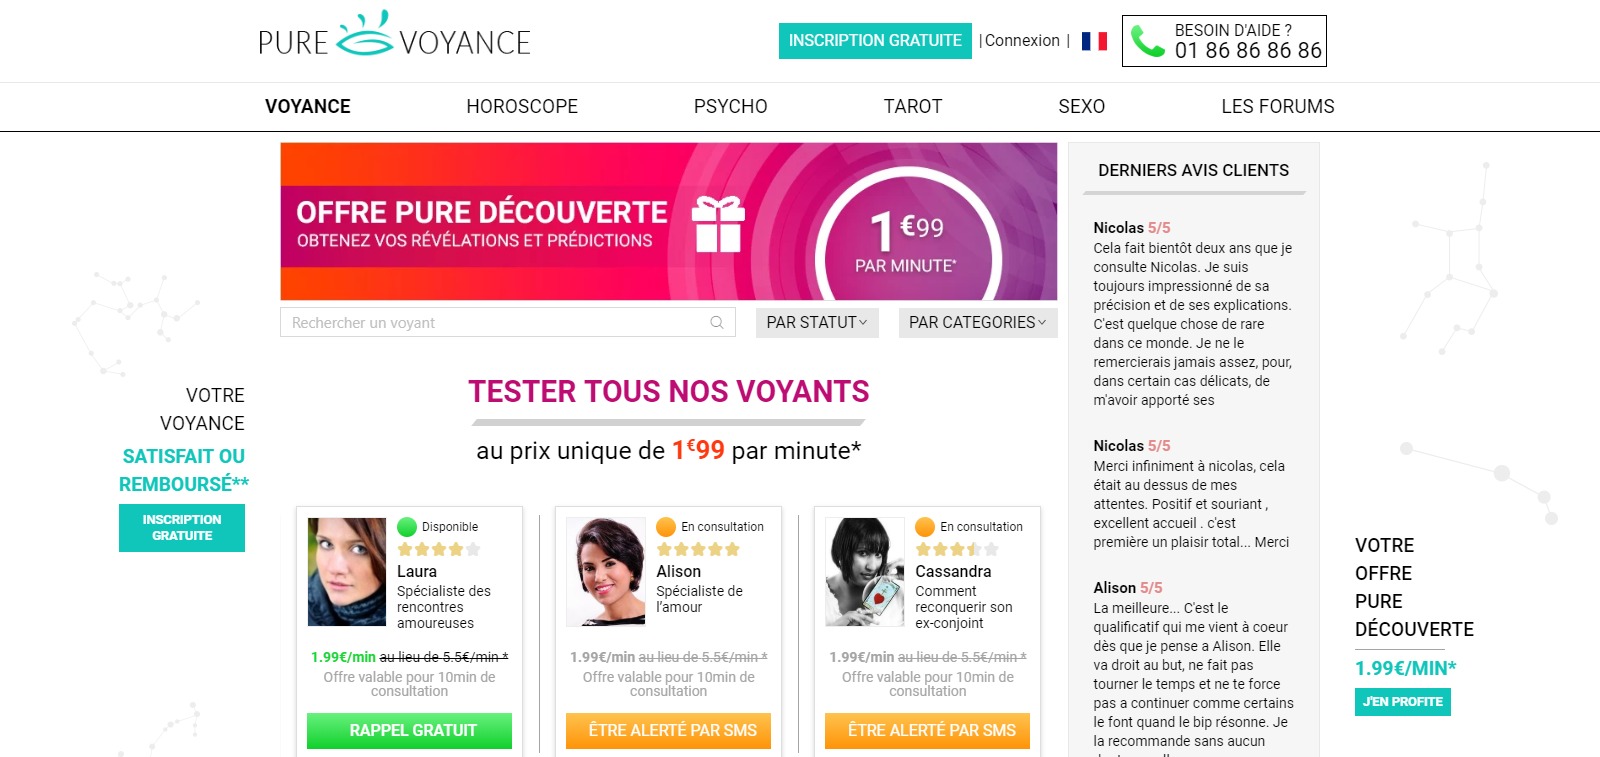 PURE VOYANCE
INSCRIPTION GRATUITE | Connexion |
BESOIN D'AIDE ?
01 86 86 86 86
VOYANCE HOROSCOPE PSYCHO TAROT SEXO LES FORUMS
OFFRE PURE DÉCOUVERTE
OBTENEZ VOS RÉVÉLATIONS ET PRÉDICTIONS
1€99
PAR MINUTE*
Rechercher un voyant
PAR STATUT
PAR CATEGORIES
VOTRE
VOYANCE
SATISFAIT OU
REMBOURSÉ**
INSCRIPTION
GRATUITE
TESTER TOUS NOS VOYANTS
au prix unique de 1€99 par minute*
Disponible
Laura
Spécialiste des
rencontres
amoureuses
1.99€/min au lieu de 5.5€/min *
Offre valable pour 10min de
consultation
RAPPEL GRATUIT
En consultation
Alison
Spécialiste de
l'amour
1.99€/min au lieu de 5.5€/min *
Offre valable pour 10min de
consultation
ÊTRE ALERTÉ PAR SMS
En consultation
Cassandra
Comment
reconquerir son
ex-conjoint
1.99€/min au lieu de 5.5€/min *
Offre valable pour 10min de
consultation
ÊTRE ALERTÉ PAR SMS
DERNIERS AVIS CLIENTS
Nicolas 5/5
Cela fait bientôt deux ans que je
consulte Nicolas. Je suis
toujours impressionné de sa
précision et de ses explications.
C'est quelque chose de rare
dans ce monde. Je ne le
remercierais jamais assez, pour,
dans certain cas délicats, de
m'avoir apporté ses
Nicolas 5/5
Merci infiniment à nicolas, cela
était au dessus de mes
attentes. Positif et souriant ,
excellent accueil . c'est
première un plaisir total... Merci
Alison 5/5
La meilleure... C'est le
qualificatif qui me vient à coeur
dès que je pense a Alison. Elle
va droit au but, ne fait pas
tourner le temps et ne te force
pas a continuer comme certains
le font quand le bip résonne. Je
la recommande sans aucun
VOTRE
OFFRE
PURE
DÉCOUVERTE
1.99€/MIN*
J'EN PROFITE